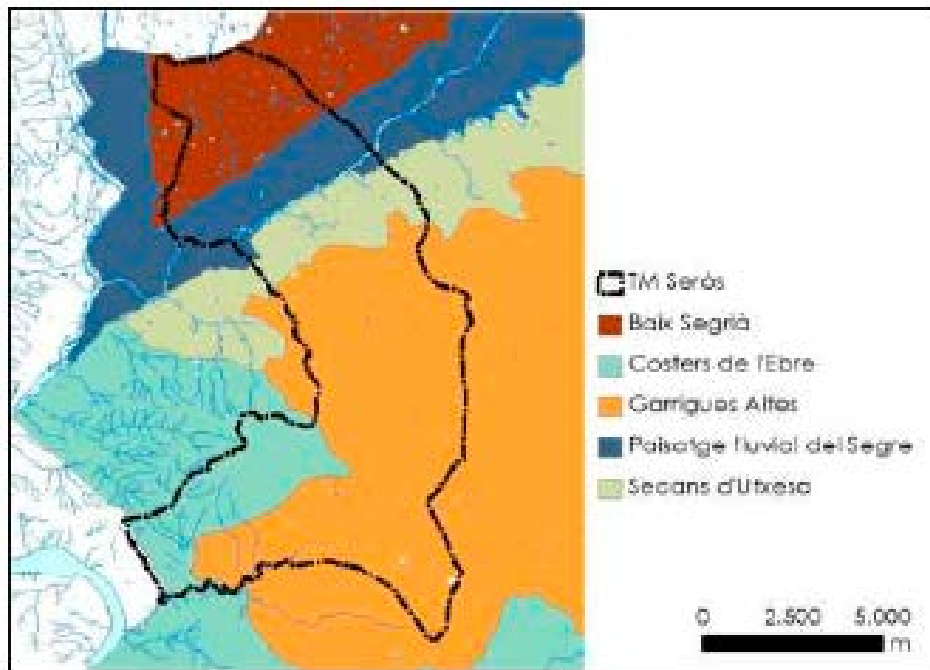 TM Seròs
Baix Segrià
Costers de l'Ebre
Garrigues Altes
Paisatge fluvial del Segre
Secans d'Utxesa
0 2.500 5.000
m